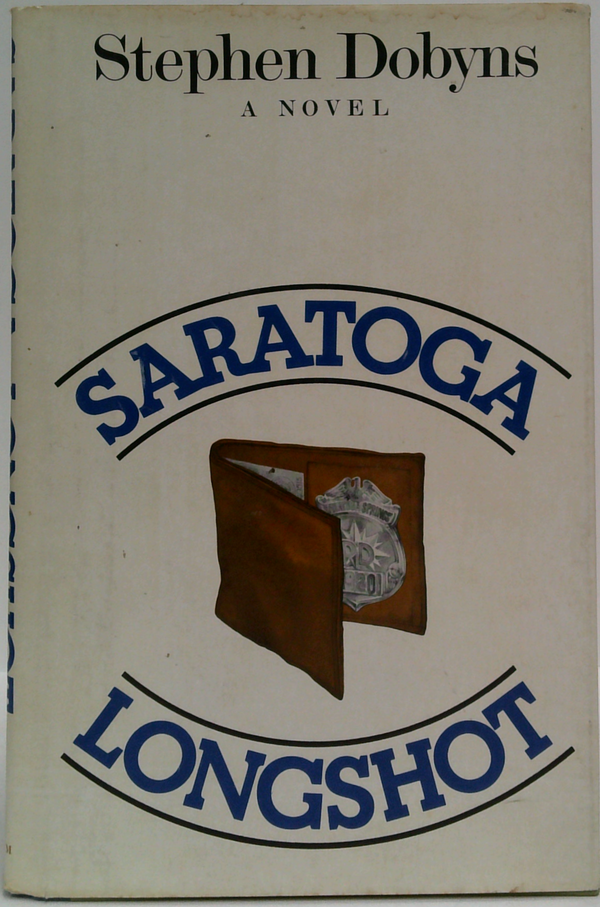 Stephen Dobyns
A NOVEL
SARATOGA
LONGSHOT